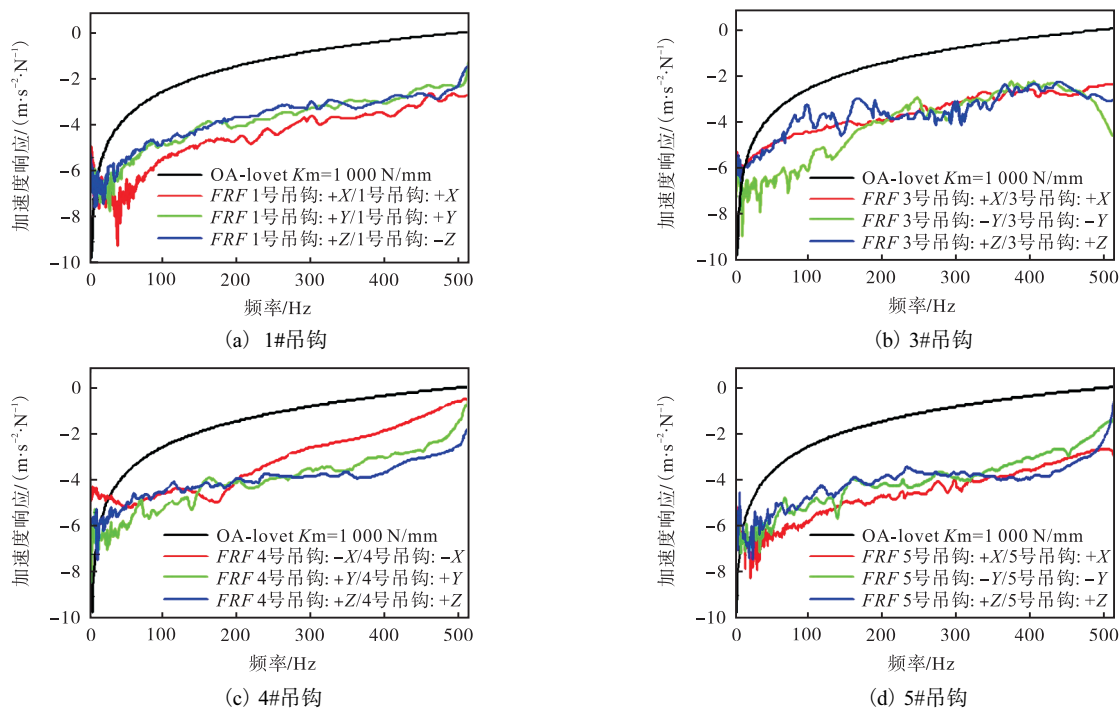 加速度响应/(m·s⁻²·N⁻¹)
0
−2
−4
−6
−8
−10
OA-lovet Km=1 000 N/mm
FRF 1号吊钩: +X/1号吊钩: +X
FRF 1号吊钩: +Y/1号吊钩: +Y
FRF 1号吊钩: +Z/1号吊钩: −Z
0 100 200 300 400 500
频率/Hz
(a) 1#吊钩
加速度响应/(m·s⁻²·N⁻¹)
0
−2
−4
−6
−8
−10
OA-lovet Km=1 000 N/mm
FRF 3号吊钩: +X/3号吊钩: +X
FRF 3号吊钩: −Y/3号吊钩: −Y
FRF 3号吊钩: +Z/3号吊钩: +Z
0 100 200 300 400 500
频率/Hz
(b) 3#吊钩
加速度响应/(m·s⁻²·N⁻¹)
0
−2
−4
−6
−8
−10
OA-lovet Km=1 000 N/mm
FRF 4号吊钩: −X/4号吊钩: −X
FRF 4号吊钩: +Y/4号吊钩: +Y
FRF 4号吊钩: +Z/4号吊钩: +Z
0 100 200 300 400 500
频率/Hz
(c) 4#吊钩
加速度响应/(m·s⁻²·N⁻¹)
0
−2
−4
−6
−8
−10
OA-lovet Km=1 000 N/mm
FRF 5号吊钩: +X/5号吊钩: +X
FRF 5号吊钩: −Y/5号吊钩: −Y
FRF 5号吊钩: +Z/5号吊钩: +Z
0 100 200 300 400 500
频率/Hz
(d) 5#吊钩